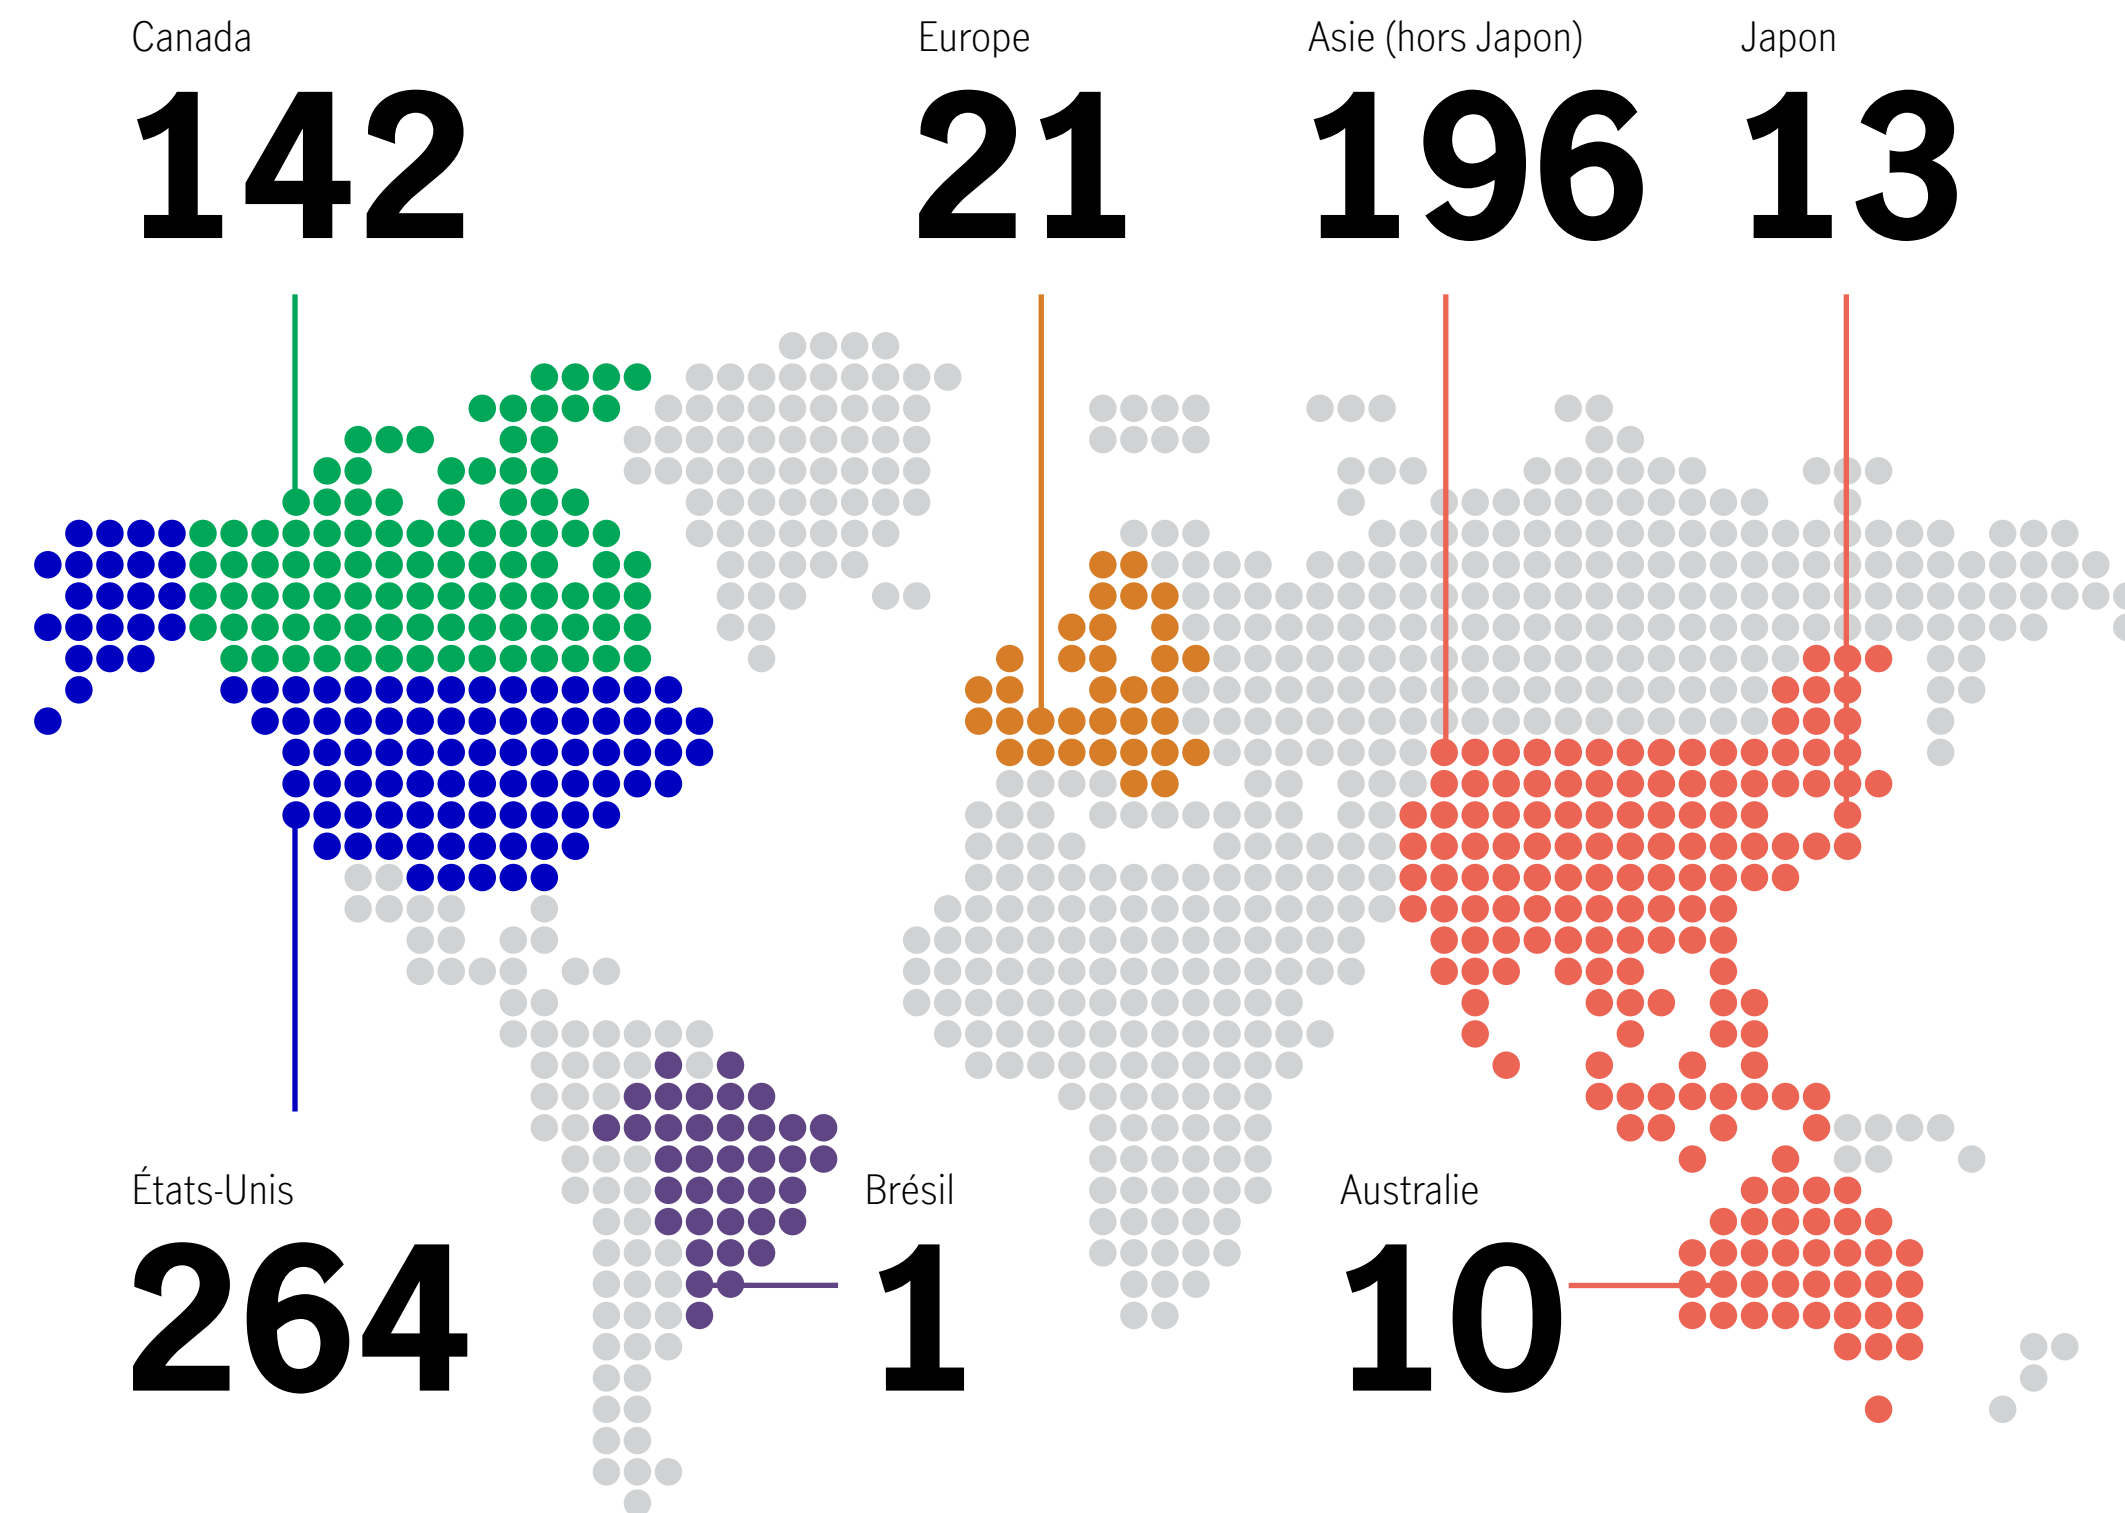 Canada
142
Europe
21
Asie (hors Japon)
196
Japon
13
États-Unis
264
Brésil
1
Australie
10